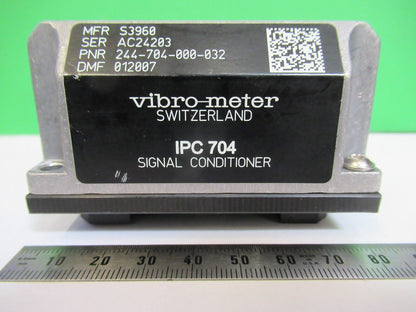 MFR S3960
SER AC24203
PNR 244-704-000-032
DMF 012007
vibro-meter
SWITZERLAND
IPC 704
SIGNAL CONDITIONER
10 20 30 40 50 60 70 80